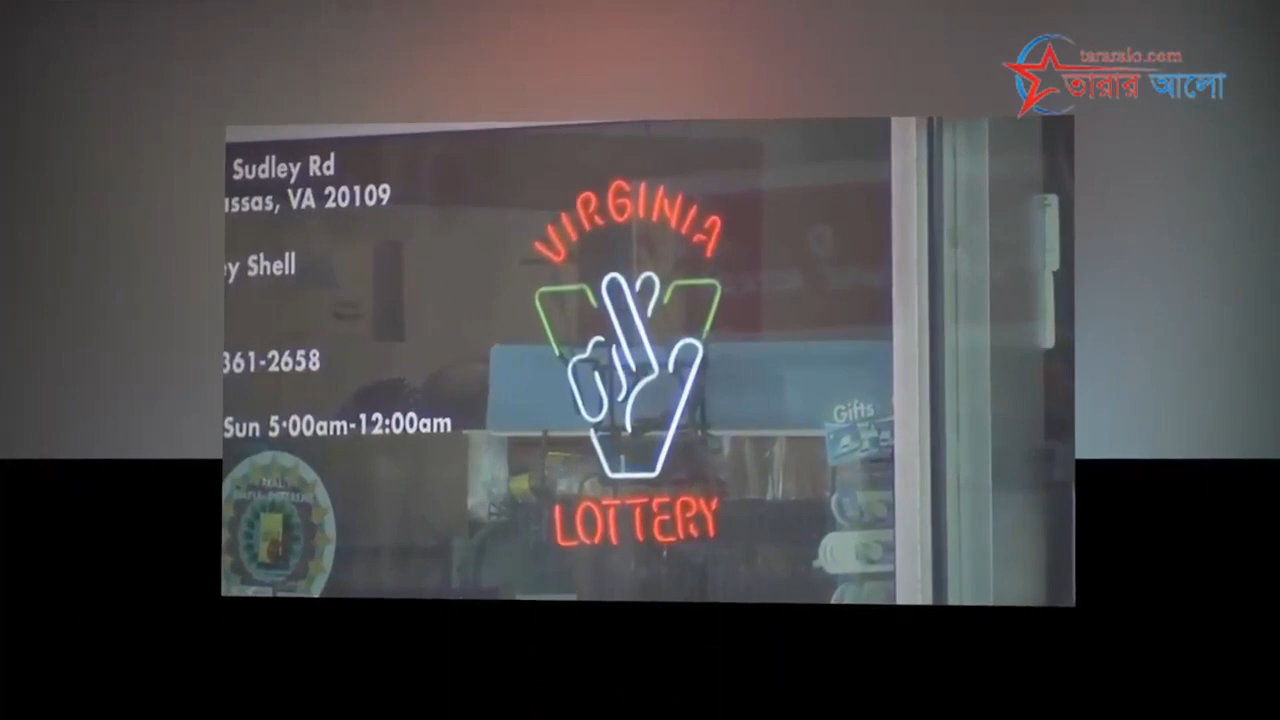 tararalo.com
তারার আলো
Sudley Rd
ssas, VA 20109
y Shell
361-2658
Sun 5:00am-12:00am
VIRGINIA
LOTTERY
Gifts